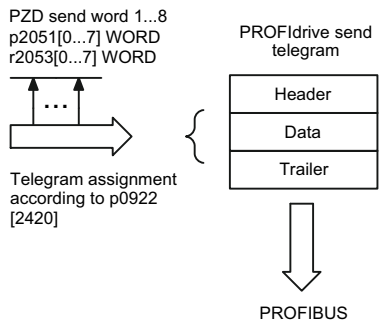 PZD send word 1...8
p2051[0...7] WORD
r2053[0...7] WORD
...
Telegram assignment
according to p0922
[2420]
PROFIdrive send
telegram
Header
Data
Trailer
PROFIBUS